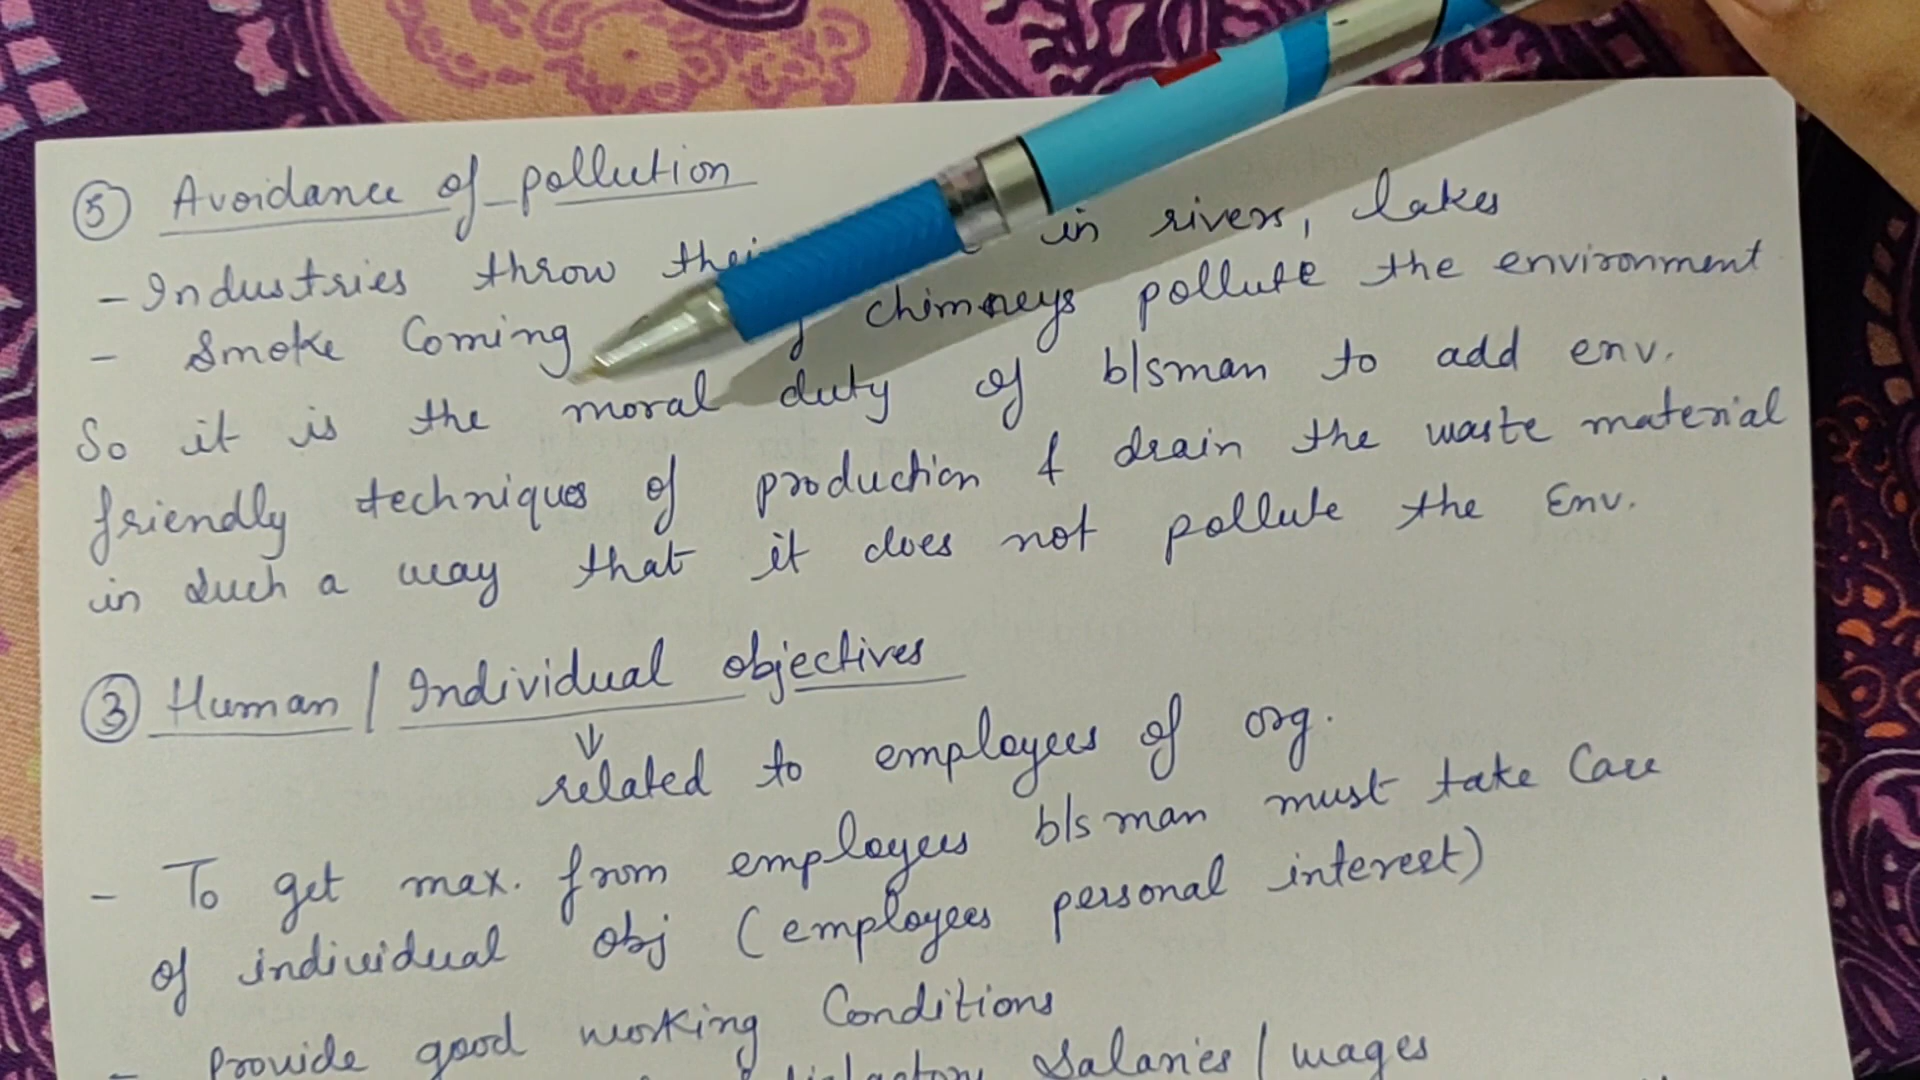 ⑤ Avoidance of pollution
- Industries throw their in rivers, lakes
- Smoke Coming chimneys pollute the environment
So it is the moral duty of b/sman to add env.
friendly techniques of production & drain the waste material
in such a way that it does not pollute the Env.
③ Human / Individual objectives
↓
related to employees of org.
- To get max. from employees b/s man must take Care
of individual obj (employees personal interest)
- Provide good working Conditions
Salaries / wages